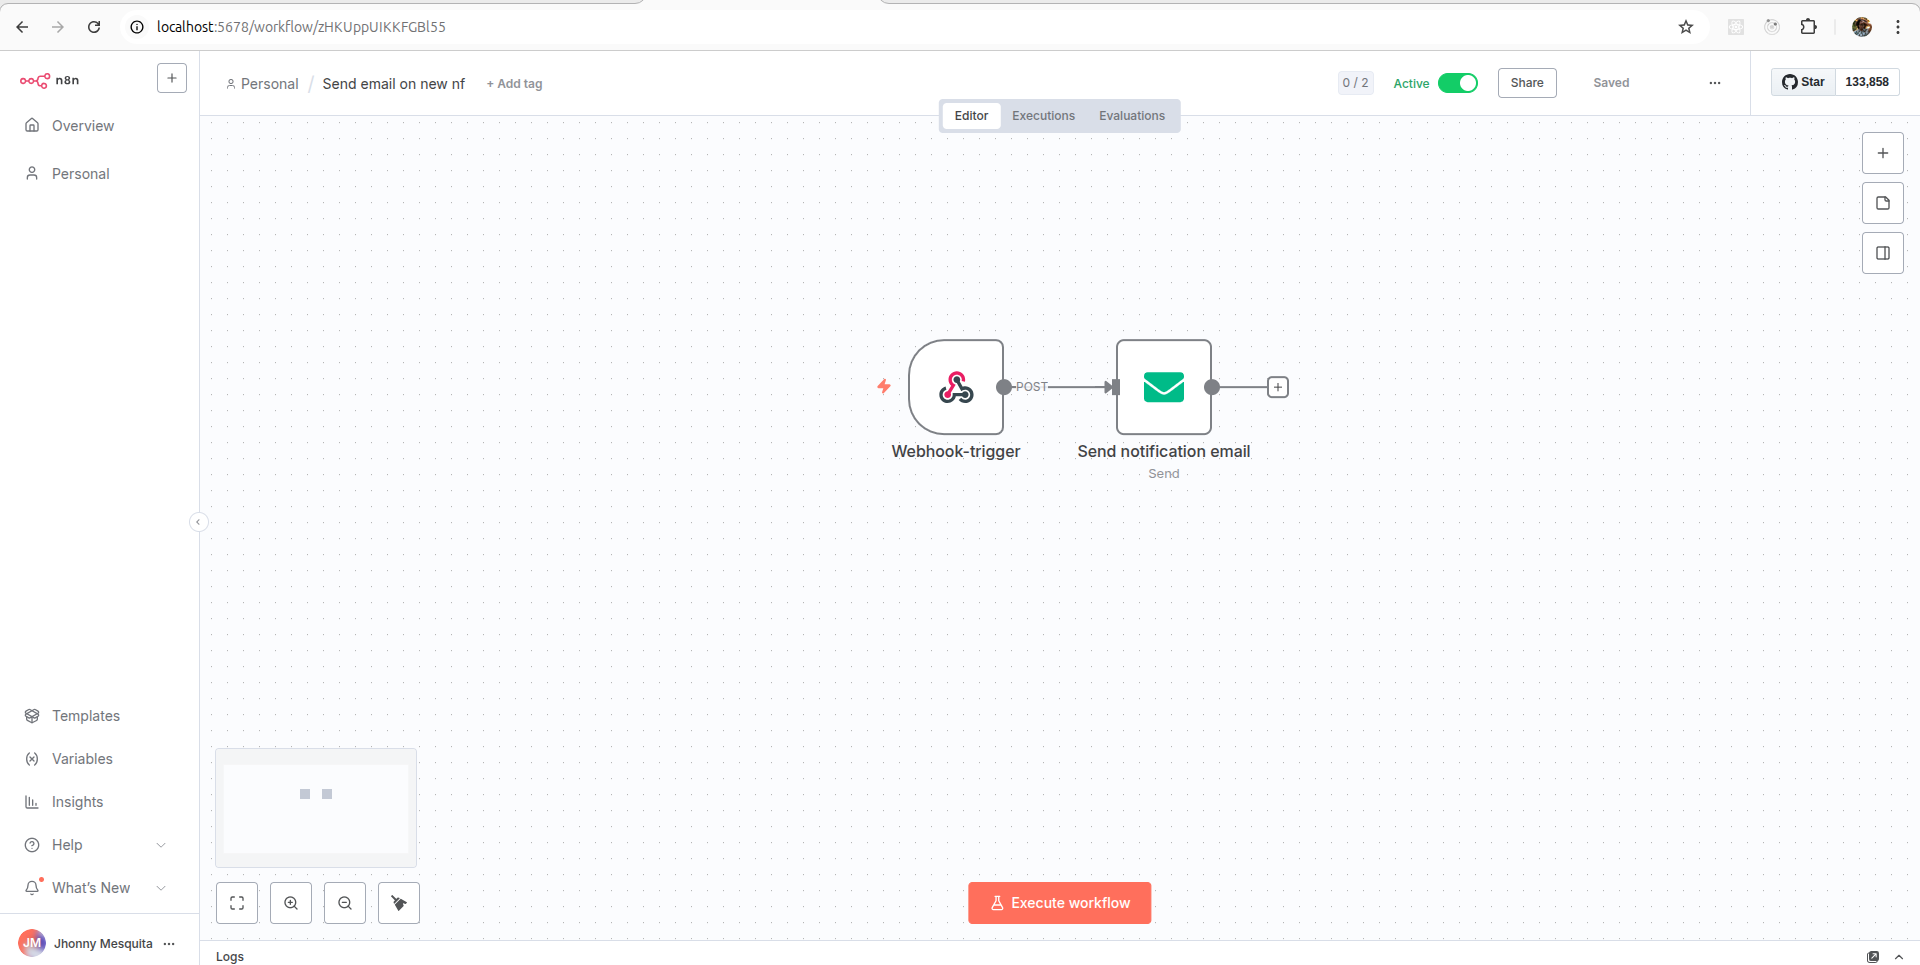 localhost:5678/workflow/zHKUppUIKKFGBl55
n8n
Personal / Send email on new nf + Add tag
0 / 2
Active
Share
Saved
Star
133,858
Editor
Executions
Evaluations
Overview
Personal
POST
Webhook-trigger
Send notification email
Send
Templates
Variables
Insights
Help
What's New
Execute workflow
JM
Jhonny Mesquita
Logs